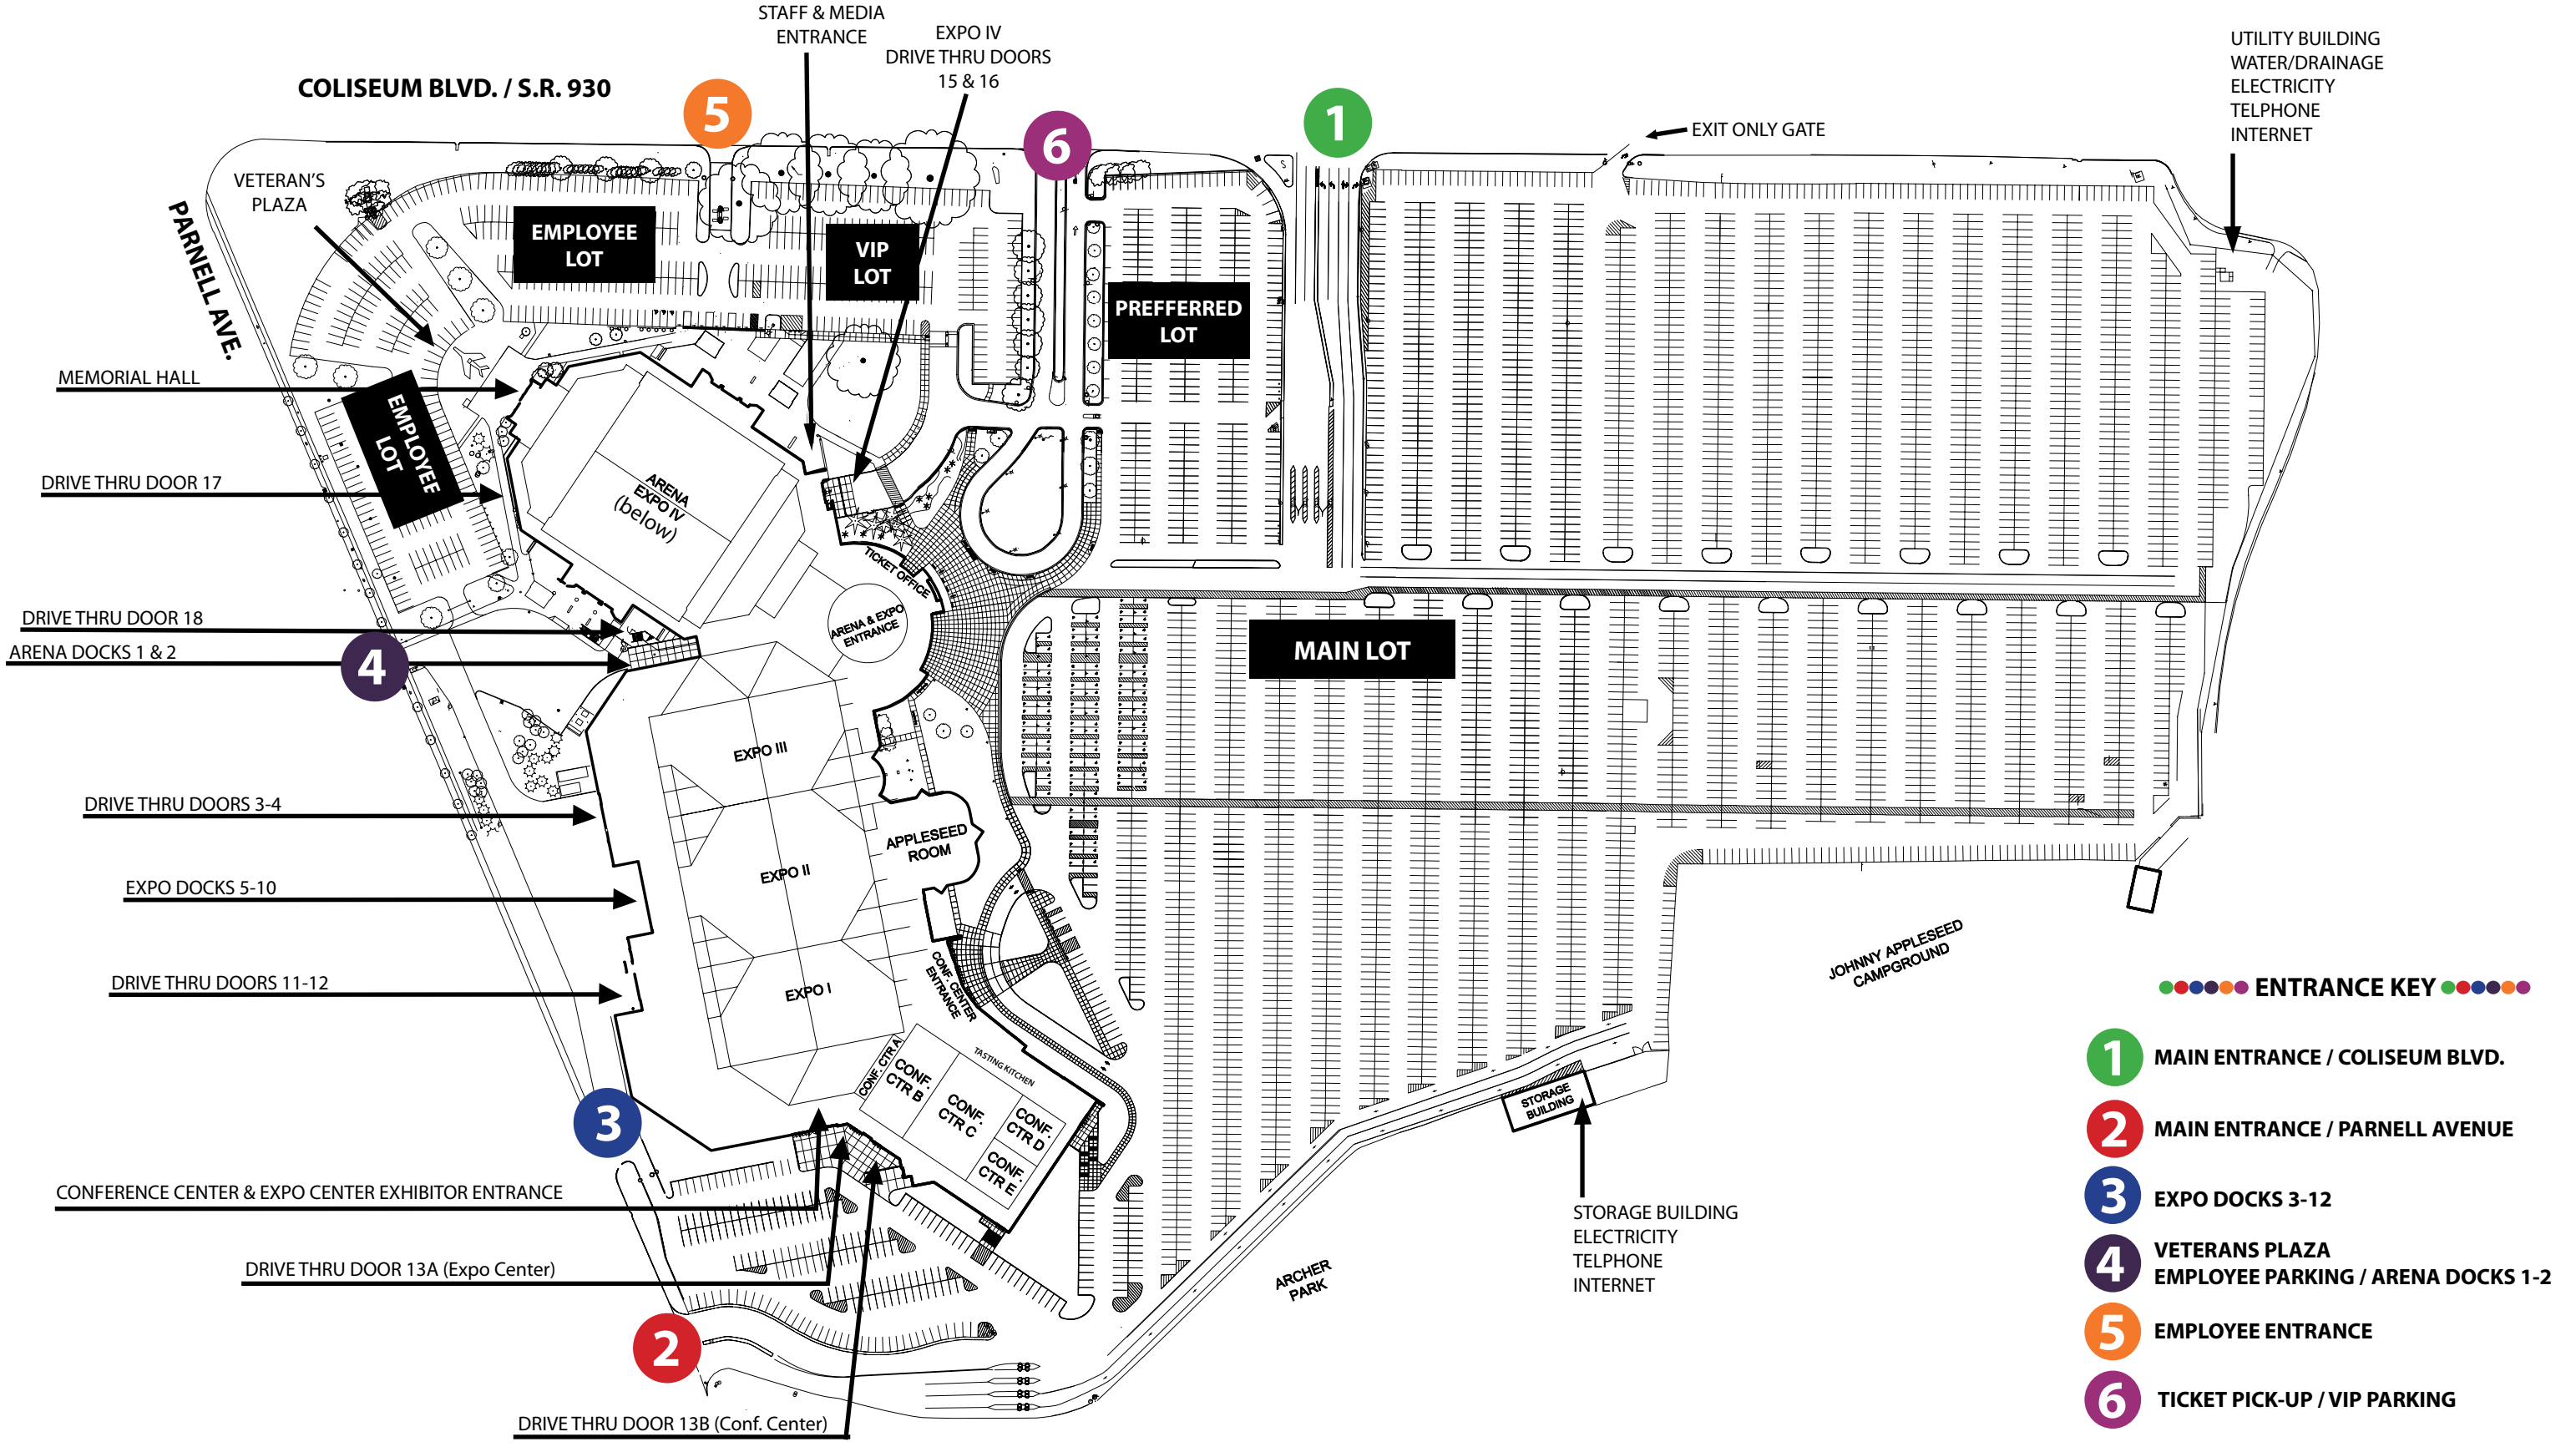 STAFF & MEDIA
ENTRANCE
EXPO IV
DRIVE THRU DOORS
15 & 16
UTILITY BUILDING
WATER/DRAINAGE
ELECTRICITY
TELPHONE
INTERNET
COLISEUM BLVD. / S.R. 930
5
6
1
EXIT ONLY GATE
VETERAN'S
PLAZA
PARNELL AVE.
EMPLOYEE
LOT
VIP
LOT
PREFFERRED
LOT
MEMORIAL HALL
EMPLOYEE
LOT
DRIVE THRU DOOR 17
ARENA
EXPO IV
(below)
TICKET OFFICE
DRIVE THRU DOOR 18
ARENA & EXPO
ENTRANCE
ARENA DOCKS 1 & 2
4
MAIN LOT
EXPO III
DRIVE THRU DOORS 3-4
APPLESEED
ROOM
EXPO II
EXPO DOCKS 5-10
DRIVE THRU DOORS 11-12
EXPO I
CONF. CENTER
ENTRANCE
JOHNNY APPLESEED
CAMPGROUND
CONF. CTR A
CONF.
CTR B
TASTING KITCHEN
CONF.
CTR C
CONF.
CTR D
CONF.
CTR E
STORAGE
BUILDING
3
CONFERENCE CENTER & EXPO CENTER EXHIBITOR ENTRANCE
DRIVE THRU DOOR 13A (Expo Center)
2
DRIVE THRU DOOR 13B (Conf. Center)
ARCHER
PARK
STORAGE BUILDING
ELECTRICITY
TELPHONE
INTERNET
ENTRANCE KEY
1 MAIN ENTRANCE / COLISEUM BLVD.
2 MAIN ENTRANCE / PARNELL AVENUE
3 EXPO DOCKS 3-12
4 VETERANS PLAZA
EMPLOYEE PARKING / ARENA DOCKS 1-2
5 EMPLOYEE ENTRANCE
6 TICKET PICK-UP / VIP PARKING